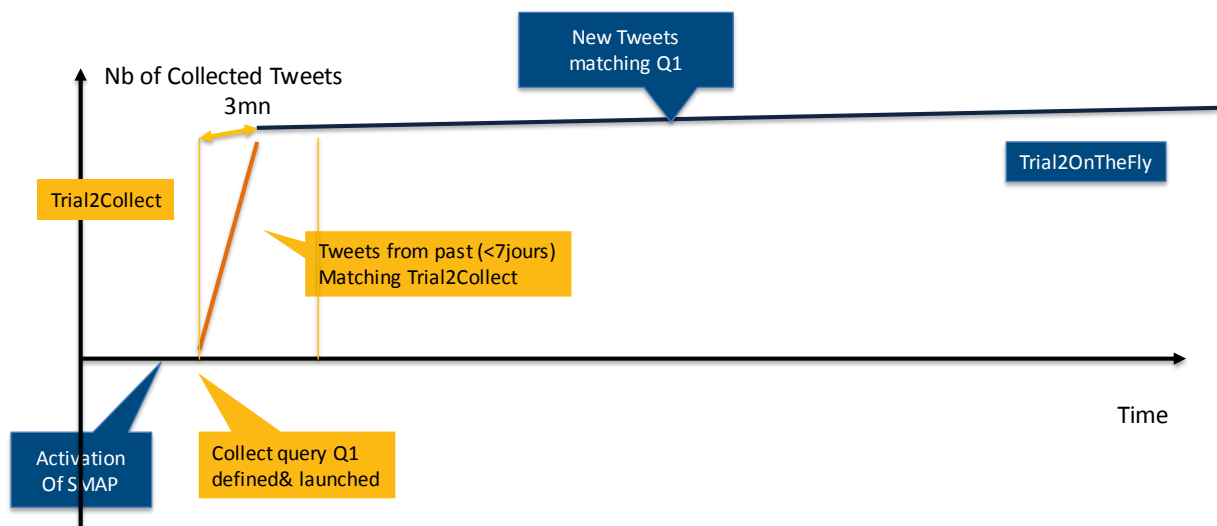 New Tweets
matching Q1
Nb of Collected Tweets
3mn
Trial2OnTheFly
Trial2Collect
Tweets from past (<7jours)
Matching Trial2Collect
Time
Activation
Of SMAP
Collect query Q1
defined& launched